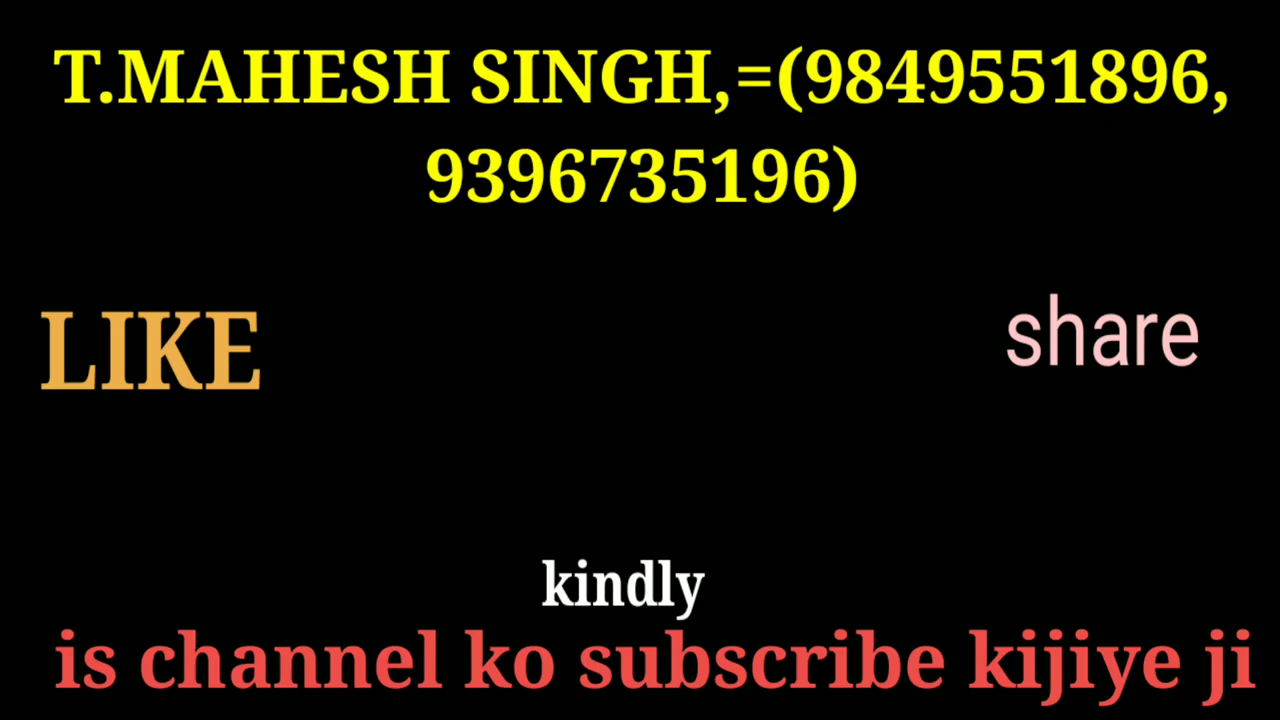 T.MAHESH SINGH,=(9849551896,
9396735196)
LIKE
share
kindly
is channel ko subscribe kijiye ji